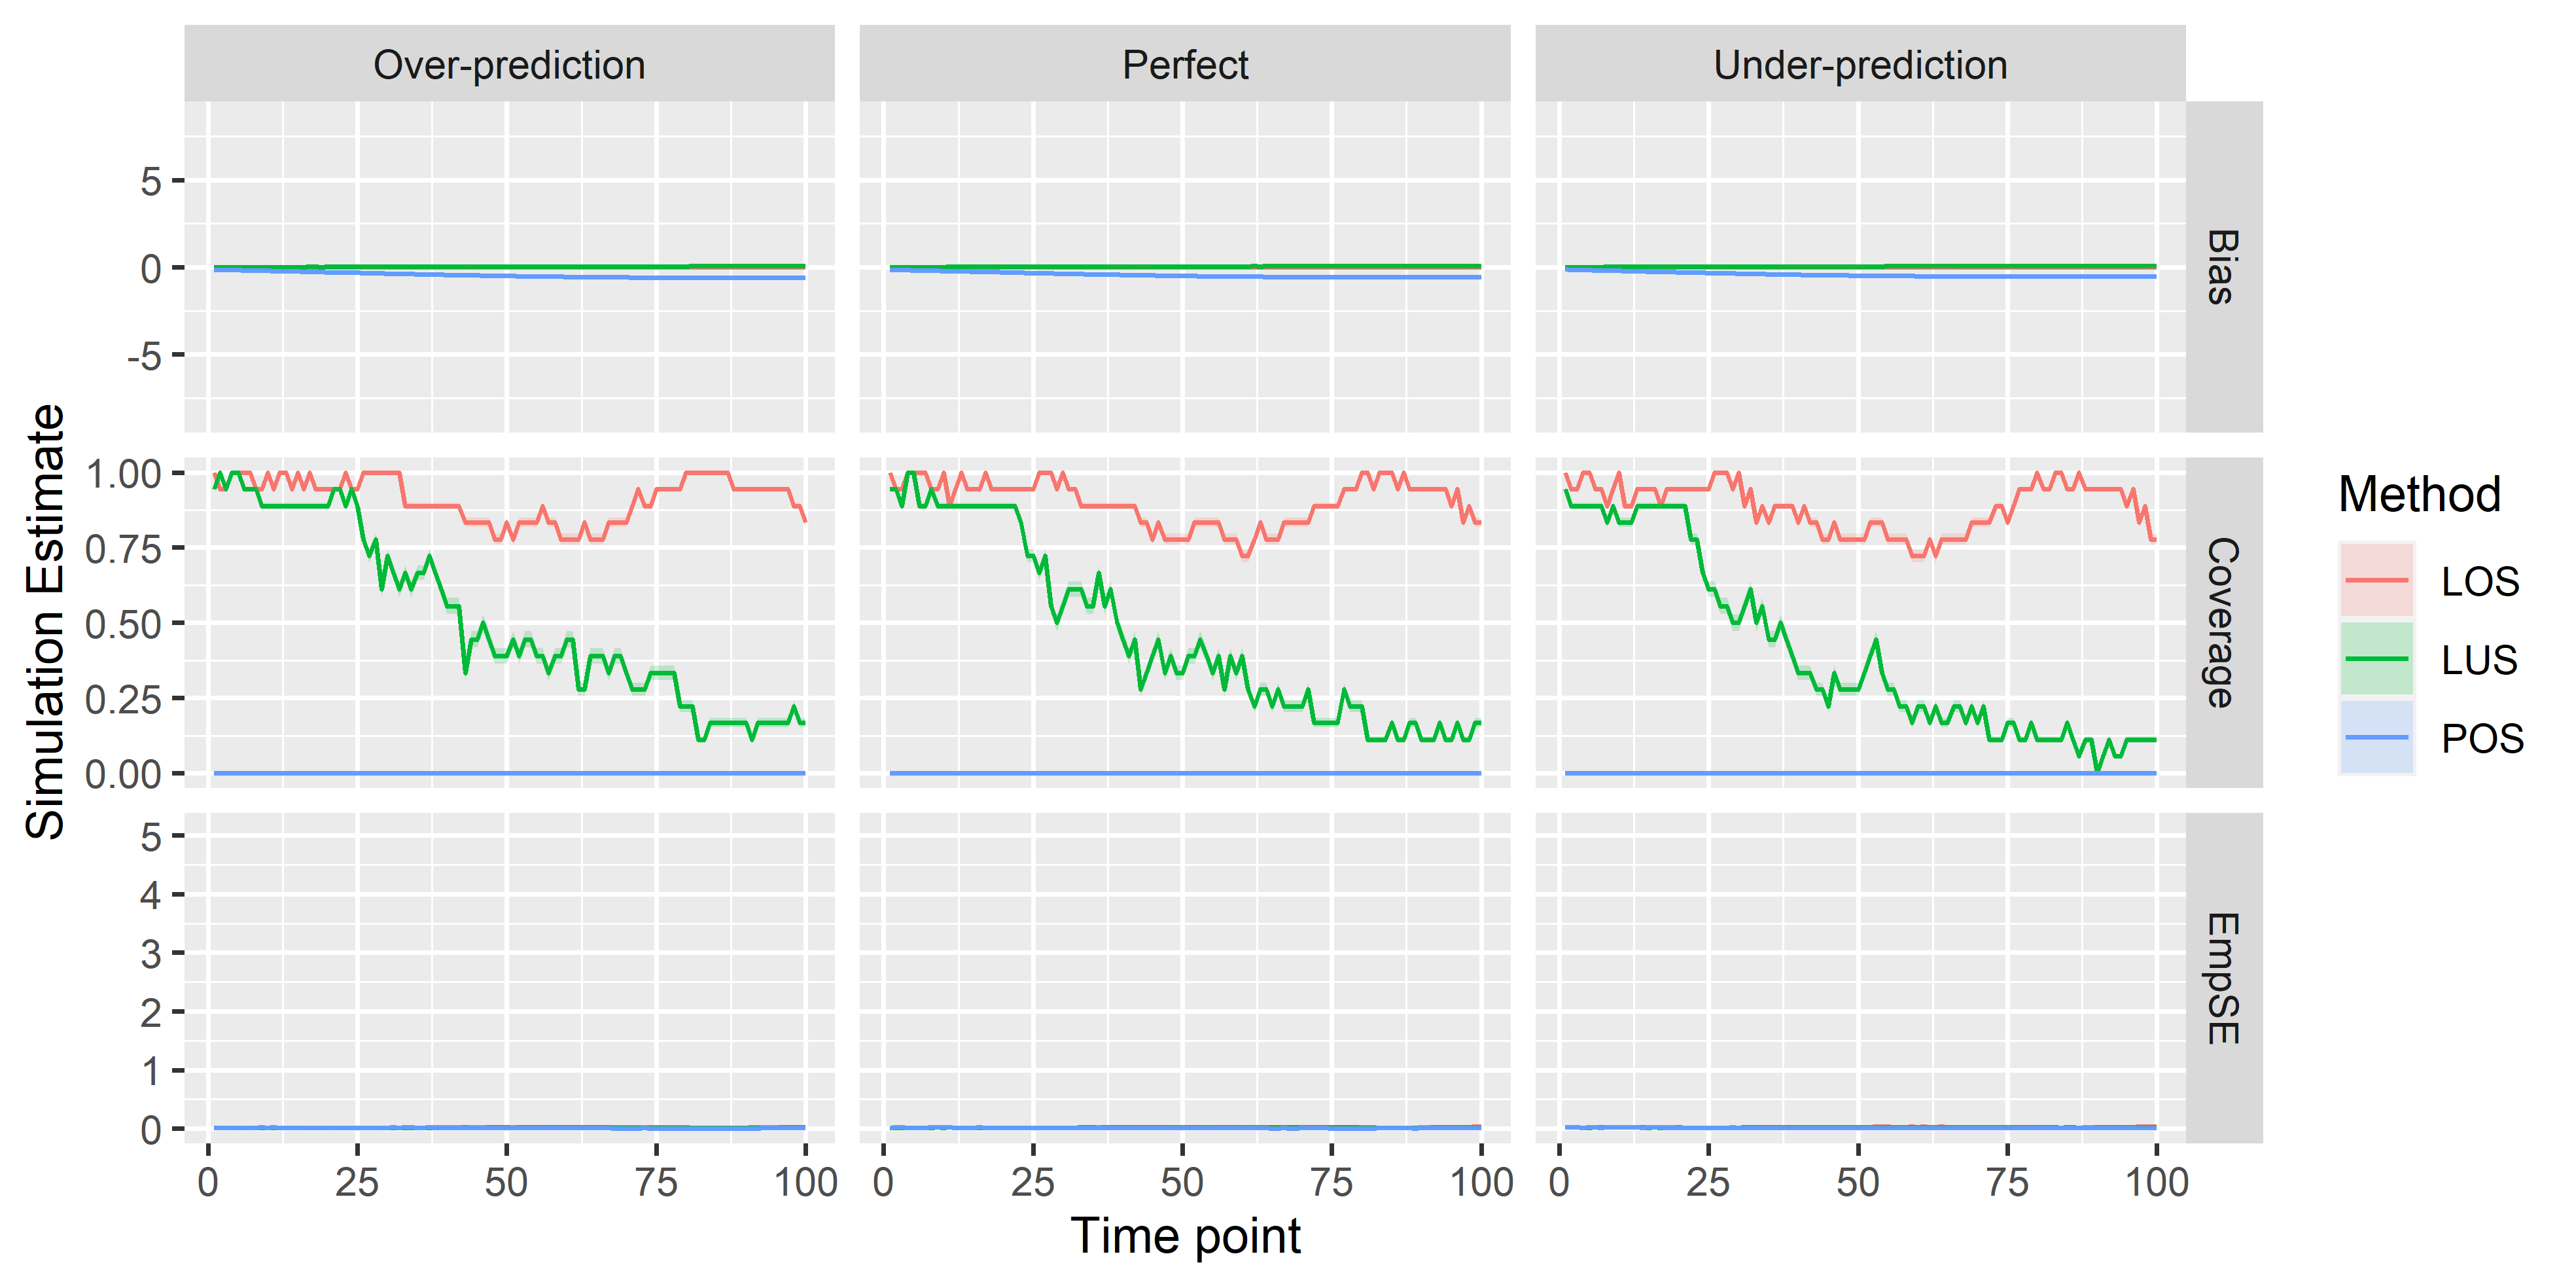 Over-prediction
Perfect
Under-prediction
5
0
-5
Bias
Simulation Estimate
1.00
0.75
0.50
0.25
0.00
Coverage
5
4
3
2
1
0
EmpSE
0 25 50 75 100
0 25 50 75 100
0 25 50 75 100
Time point
Method
LOS
LUS
POS